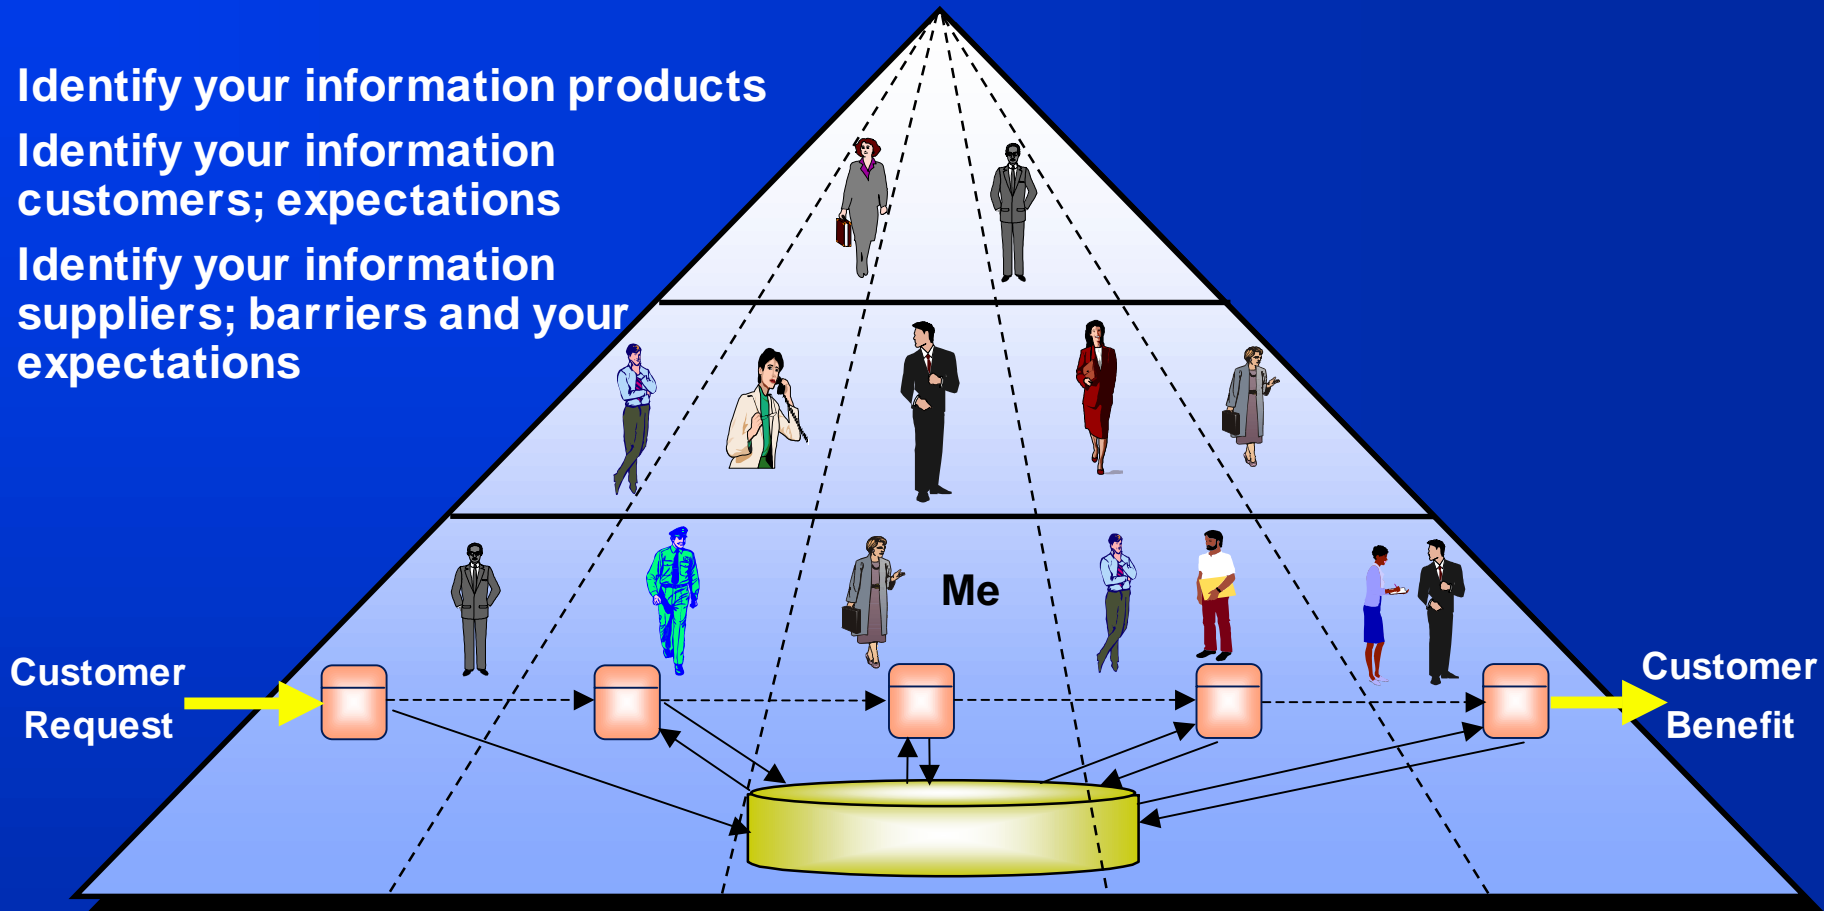 Identify your information products
Identify your information
customers; expectations
Identify your information
suppliers; barriers and your
expectations
Me
Customer
Request
Customer
Benefit